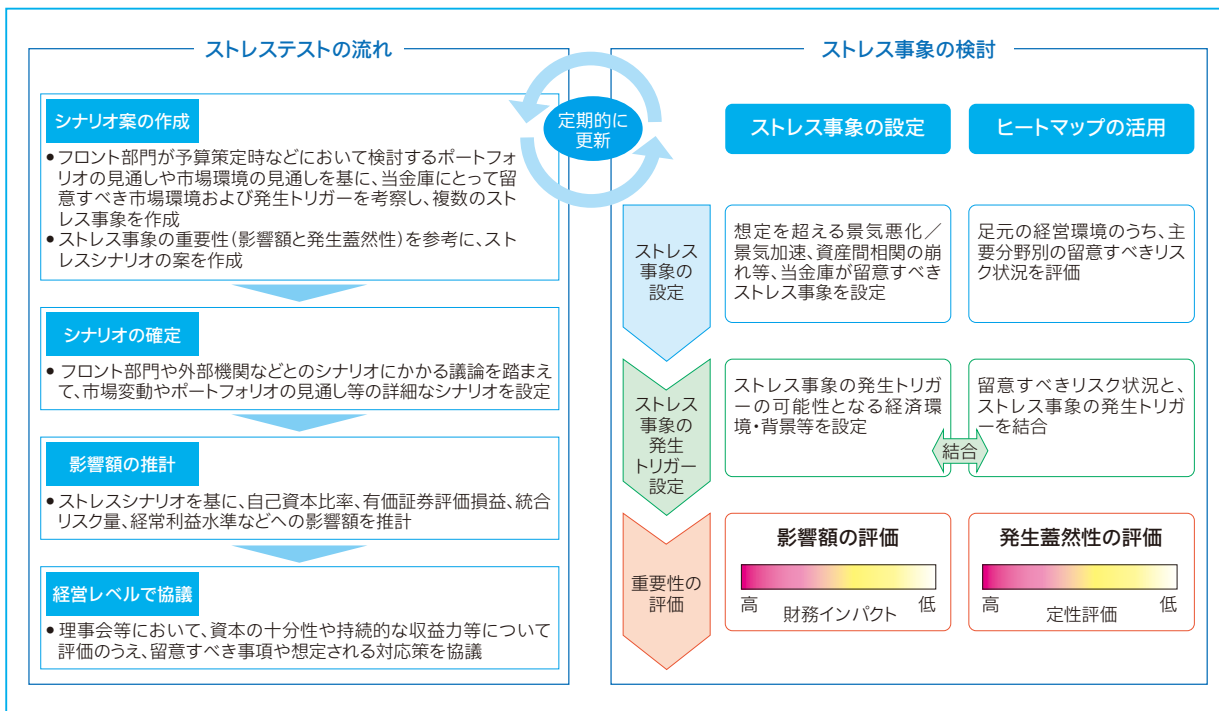 ストレステストの流れ
シナリオ案の作成
● フロント部門が予算策定時などにおいて検討するポートフォ
リオの見通しや市場環境の見通しを基に、当金庫にとって留
意すべき市場環境および発生トリガーを考察し、複数のスト
レス事象を作成
● ストレス事象の重要性(影響額と発生蓋然性)を参考に、スト
レスシナリオの案を作成
シナリオの確定
● フロント部門や外部機関などとのシナリオにかかる議論を踏まえ
て、市場変動やポートフォリオの見通し等の詳細なシナリオを設定
影響額の推計
● ストレスシナリオを基に、自己資本比率、有価証券評価損益、統合
リスク量、経常利益水準などへの影響額を推計
経営レベルで協議
● 理事会等において、資本の十分性や持続的な収益力等について
評価のうえ、留意すべき事項や想定される対応策を協議
定期的に
更新
ストレス事象の検討
ストレス事象の設定
ヒートマップの活用
ストレス
事象の
設定
想定を超える景気悪化／
景気加速、資産間相関の崩
れ等、当金庫が留意すべき
ストレス事象を設定
足元の経営環境のうち、主
要分野別の留意すべきリス
ク状況を評価
ストレス
事象の
発生
トリガー
設定
ストレス事象の発生トリガ
ーの可能性となる経済環
境・背景等を設定
結合
留意すべきリスク状況と、
ストレス事象の発生トリガ
ーを結合
重要性の
評価
影響額の評価
高 財務インパクト 低
発生蓋然性の評価
高 定性評価 低